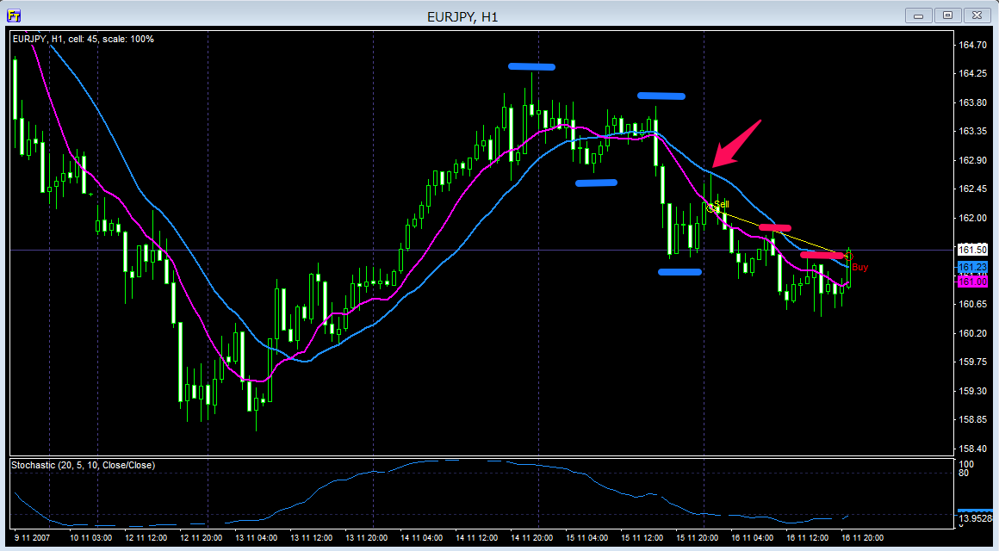 EURJPY, H1
EURJPY, H1, cell: 45, scale: 100%
164.70
164.25
163.80
163.35
162.90
162.45
162.00
161.50
161.23
161.00
160.65
160.20
159.75
159.30
158.85
158.40
Sell
Buy
Stochastic (20, 5, 10, Close/Close)
100
80
13.9528
9 11 2007
10 11 03:00
12 11 12:00
12 11 20:00
13 11 04:00
13 11 12:00
13 11 20:00
14 11 04:00
14 11 12:00
14 11 20:00
15 11 04:00
15 11 12:00
15 11 20:00
16 11 04:00
16 11 12:00
16 11 20:00